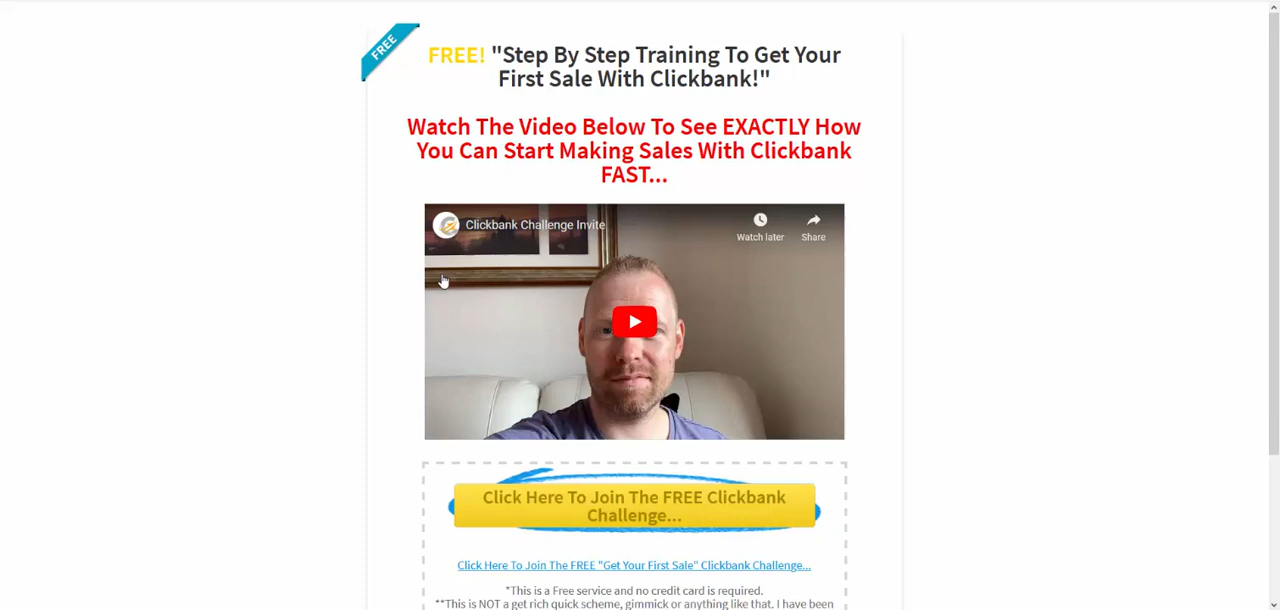 FREE
FREE! "Step By Step Training To Get Your
First Sale With Clickbank!"
Watch The Video Below To See EXACTLY How
You Can Start Making Sales With Clickbank
FAST...
Clickbank Challenge Invite
Watch later
Share
Click Here To Join The FREE Clickbank
Challenge...
Click Here To Join The FREE "Get Your First Sale" Clickbank Challenge...
*This is a Free service and no credit card is required.
**This is NOT a get rich quick scheme, gimmick or anything like that. I have been